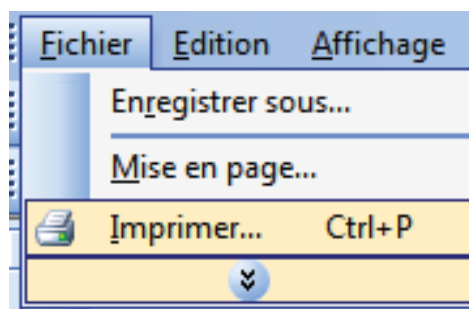 Fichier Edition Affichage
Enregistrer sous...
Mise en page...
Imprimer... Ctrl+P